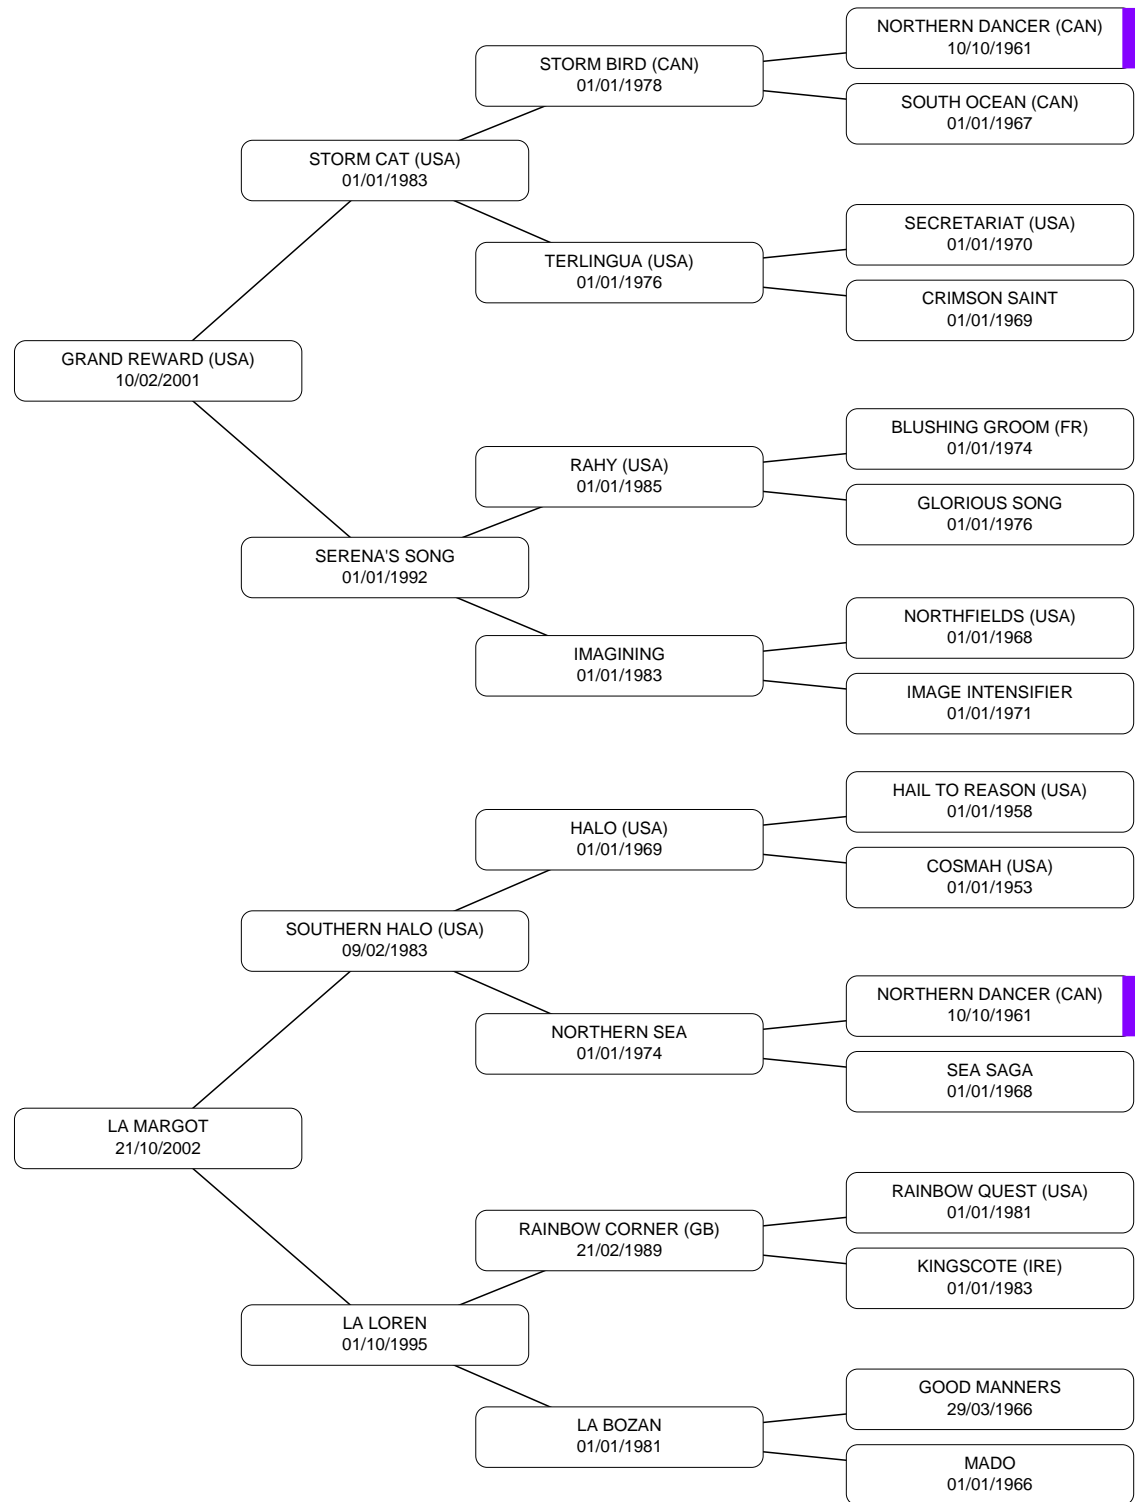 NORTHERN DANCER (CAN)
10/10/1961
STORM BIRD (CAN)
01/01/1978
SOUTH OCEAN (CAN)
01/01/1967
STORM CAT (USA)
01/01/1983
SECRETARIAT (USA)
01/01/1970
TERLINGUA (USA)
01/01/1976
CRIMSON SAINT
01/01/1969
GRAND REWARD (USA)
10/02/2001
BLUSHING GROOM (FR)
01/01/1974
RAHY (USA)
01/01/1985
GLORIOUS SONG
01/01/1976
SERENA'S SONG
01/01/1992
NORTHFIELDS (USA)
01/01/1968
IMAGINING
01/01/1983
IMAGE INTENSIFIER
01/01/1971
HAIL TO REASON (USA)
01/01/1958
HALO (USA)
01/01/1969
COSMAH (USA)
01/01/1953
SOUTHERN HALO (USA)
09/02/1983
NORTHERN DANCER (CAN)
10/10/1961
NORTHERN SEA
01/01/1974
SEA SAGA
01/01/1968
LA MARGOT
21/10/2002
RAINBOW QUEST (USA)
01/01/1981
RAINBOW CORNER (GB)
21/02/1989
KINGSCOTE (IRE)
01/01/1983
LA LOREN
01/10/1995
GOOD MANNERS
29/03/1966
LA BOZAN
01/01/1981
MADO
01/01/1966